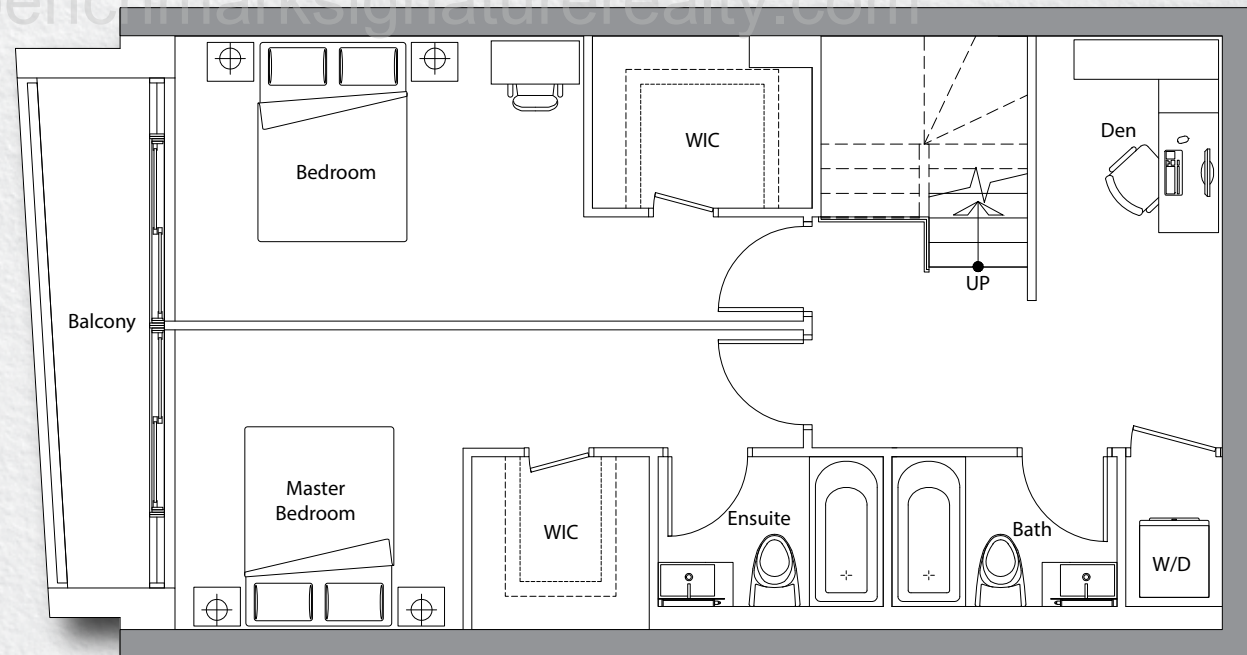 benchmarksignaturerealty.com
WIC
Den
Bedroom
UP
Balcony
Master
Bedroom
WIC
Ensuite
Bath
W/D